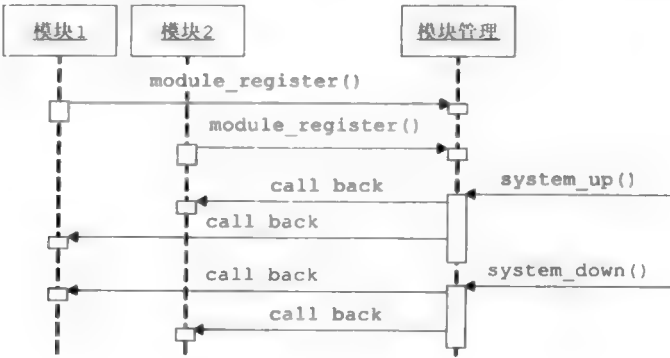 模块1 模块2 模块管理
module_register()
module_register()
system_up()
call back
call back
system_down()
call back
call back